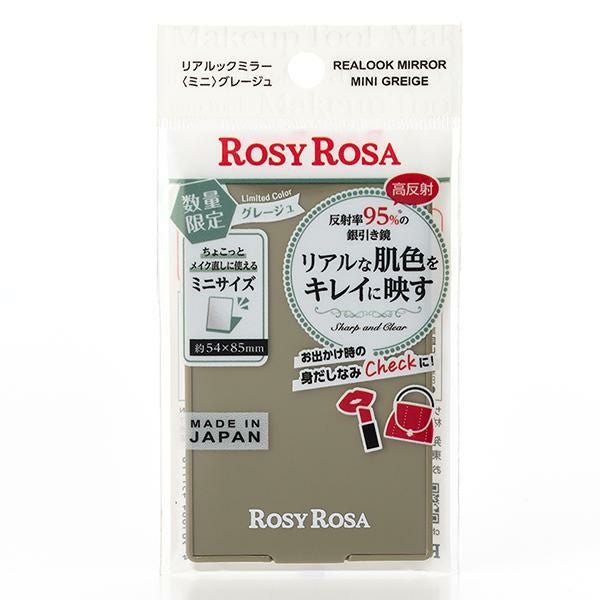 Makeup Tool Ma
リアルックミラー
〈ミニ〉グレージュ
REALOOK MIRROR
MINI GREIGE
ROSY ROSA
数量
限定
Limited Color
グレージュ
高反射
反射率95%の
銀引き鏡
リアルな肌色を
キレイに映す
Sharp and Clear
ちょこっと
メイク直しに使える
ミニサイズ
約54×85mm
お出かけ時の
身だしなみCheckに!
MADE IN
JAPAN
ROSY ROSA